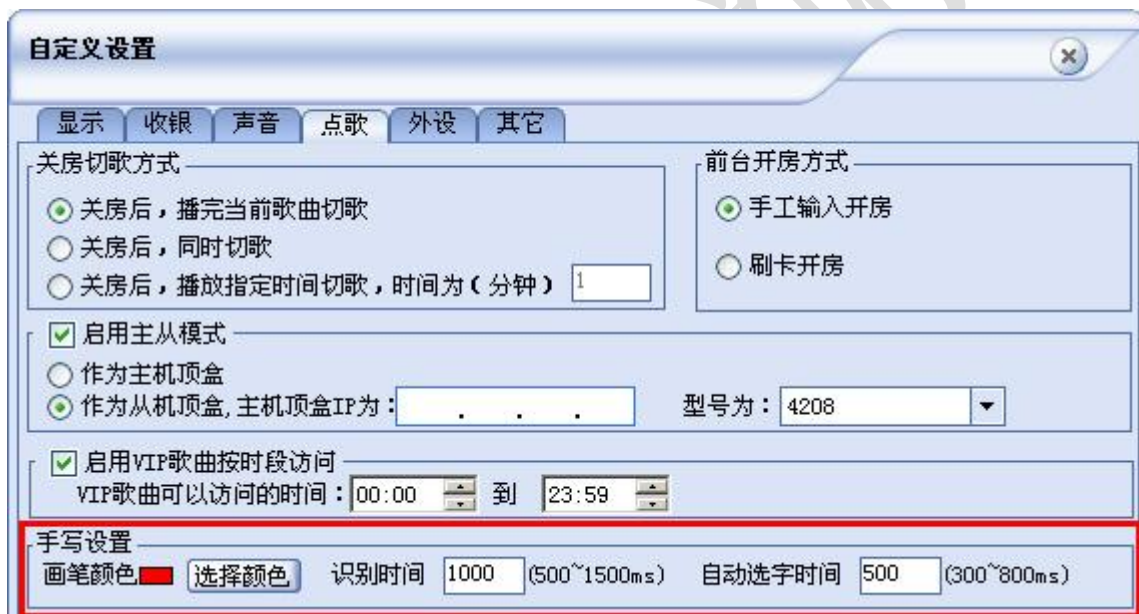 自定义设置
显示 收银 声音 点歌 外设 其它
关房切歌方式
关房后，播完当前歌曲切歌
关房后，同时切歌
关房后，播放指定时间切歌，时间为(分钟) 1
前台开房方式
手工输入开房
刷卡开房
启用主从模式
作为主机顶盒
作为从机顶盒,主机顶盒IP为： . . . 型号为：4208
启用VIP歌曲按时段访问
VIP歌曲可以访问的时间：00:00 到 23:59
手写设置
画笔颜色 选择颜色 识别时间 1000 (500~1500ms) 自动选字时间 500 (300~800ms)